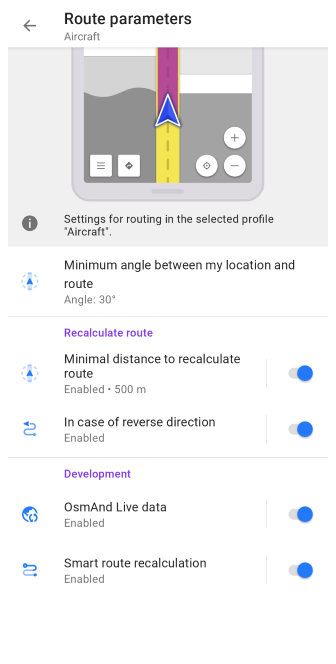 Route parameters
Aircraft
Settings for routing in the selected profile
"Aircraft".
Minimum angle between my location and
route
Angle: 30°
Recalculate route
Minimal distance to recalculate
route
Enabled • 500 m
In case of reverse direction
Enabled
Development
OsmAnd Live data
Enabled
Smart route recalculation
Enabled